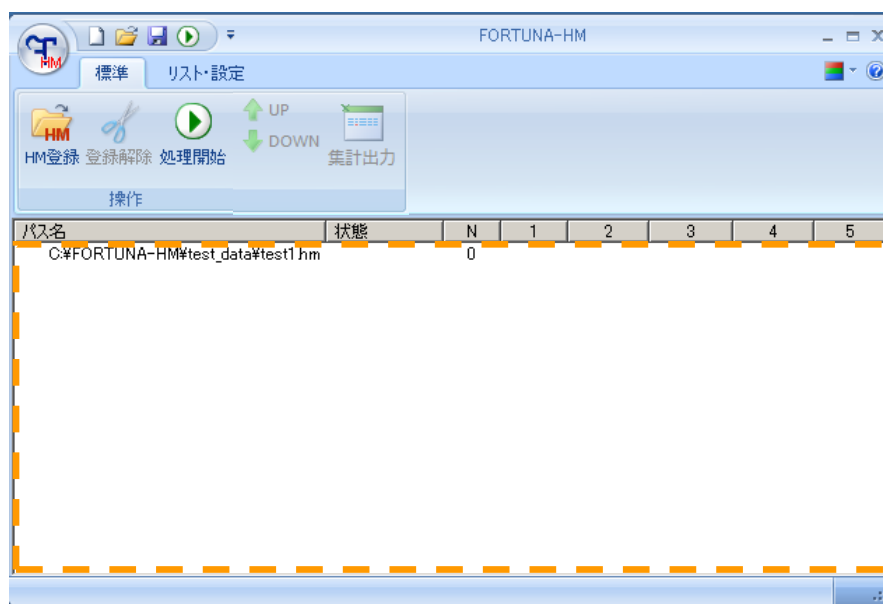 FORTUNA-HM
HM
標準 リスト・設定
HM
UP
DOWN
HM登録 登録解除 処理開始 集計出力
操作
パス名 状態 N 1 2 3 4 5
C:¥FORTUNA-HM¥test_data¥test1.hm 0